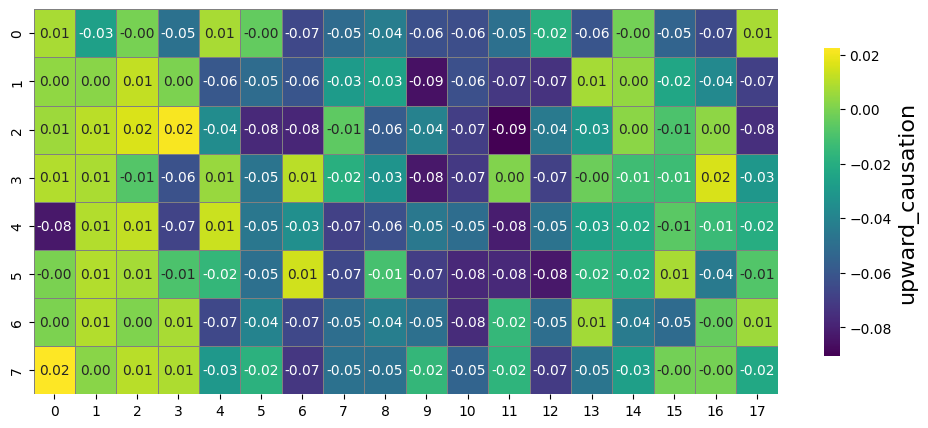 0 0.01 -0.03 -0.00 -0.05 0.01 -0.00 -0.07 -0.05 -0.04 -0.06 -0.06 -0.05 -0.02 -0.06 -0.00 -0.05 -0.07 0.01
1 0.00 0.00 0.01 0.00 -0.06 -0.05 -0.06 -0.03 -0.03 -0.09 -0.06 -0.07 -0.07 0.01 0.00 -0.02 -0.04 -0.07
2 0.01 0.01 0.02 0.02 -0.04 -0.08 -0.08 -0.01 -0.06 -0.04 -0.07 -0.09 -0.04 -0.03 0.00 -0.01 0.00 -0.08
3 0.01 0.01 -0.01 -0.06 0.01 -0.05 0.01 -0.02 -0.03 -0.08 -0.07 0.00 -0.07 -0.00 -0.01 -0.01 0.02 -0.03
4 -0.08 0.01 0.01 -0.07 0.01 -0.05 -0.03 -0.07 -0.06 -0.05 -0.05 -0.08 -0.05 -0.03 -0.02 -0.01 -0.01 -0.02
5 -0.00 0.01 0.01 -0.01 -0.02 -0.05 0.01 -0.07 -0.01 -0.07 -0.08 -0.08 -0.08 -0.02 -0.02 0.01 -0.04 -0.01
6 0.00 0.01 0.00 0.01 -0.07 -0.04 -0.07 -0.05 -0.04 -0.05 -0.08 -0.02 -0.05 0.01 -0.04 -0.05 -0.00 0.01
7 0.02 0.00 0.01 0.01 -0.03 -0.02 -0.07 -0.05 -0.05 -0.02 -0.05 -0.02 -0.07 -0.05 -0.03 -0.00 -0.00 -0.02
0 1 2 3 4 5 6 7 8 9 10 11 12 13 14 15 16 17
0.02
0.00
−0.02
−0.04
−0.06
−0.08
upward_causation